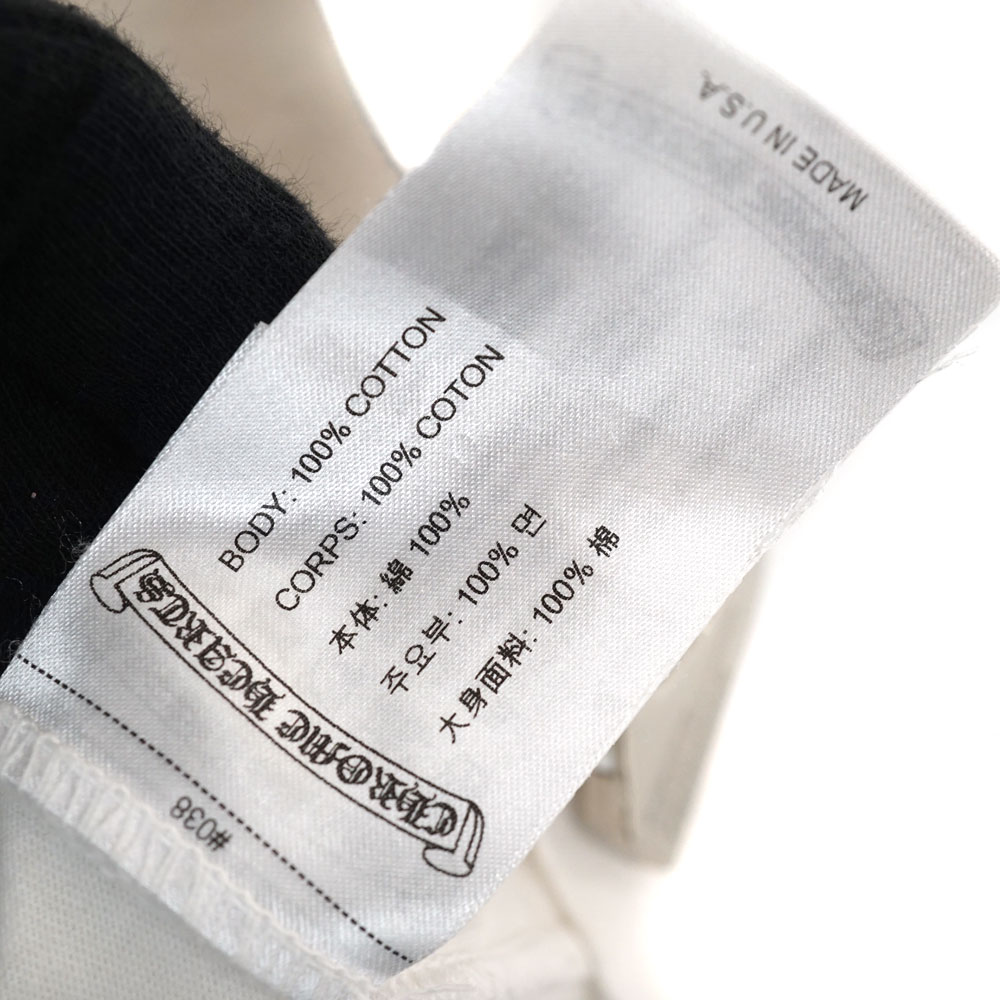 MADE IN U.S.A.
BODY: 100% COTTON
CORPS: 100% COTON
本体: 綿 100%
주요부: 100% 면
大身面料: 100% 棉
CHROME HEARTS
#038